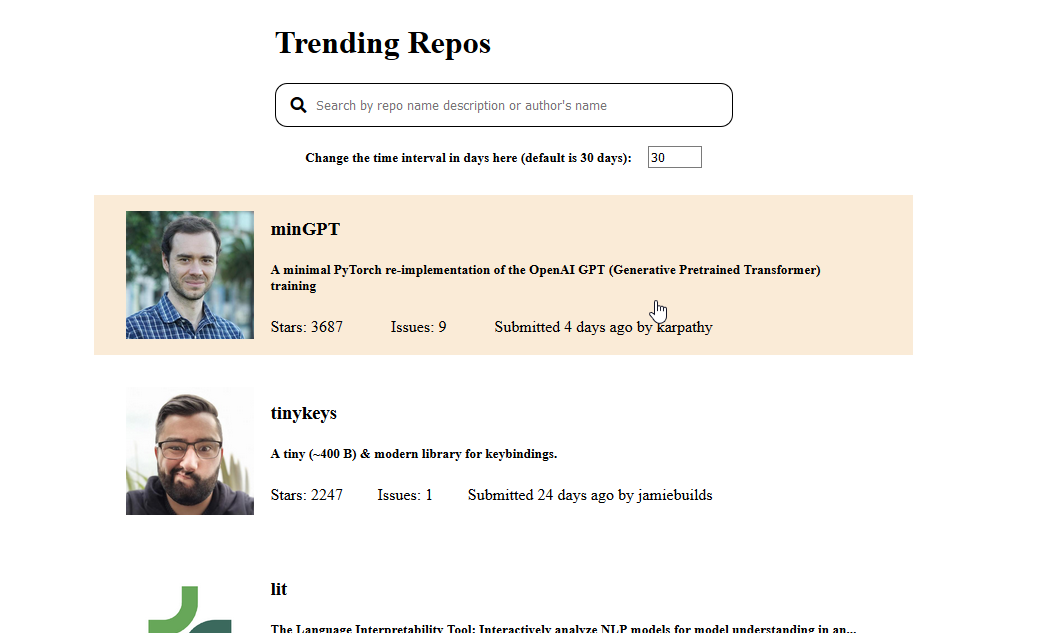 Trending Repos
Search by repo name description or author's name
Change the time interval in days here (default is 30 days): 30
minGPT
A minimal PyTorch re-implementation of the OpenAI GPT (Generative Pretrained Transformer)
training
Stars: 3687 Issues: 9 Submitted 4 days ago by karpathy
tinykeys
A tiny (~400 B) & modern library for keybindings.
Stars: 2247 Issues: 1 Submitted 24 days ago by jamiebuilds
lit
The Language Interpretability Tool: Interactively analyze NLP models for model understanding in an...